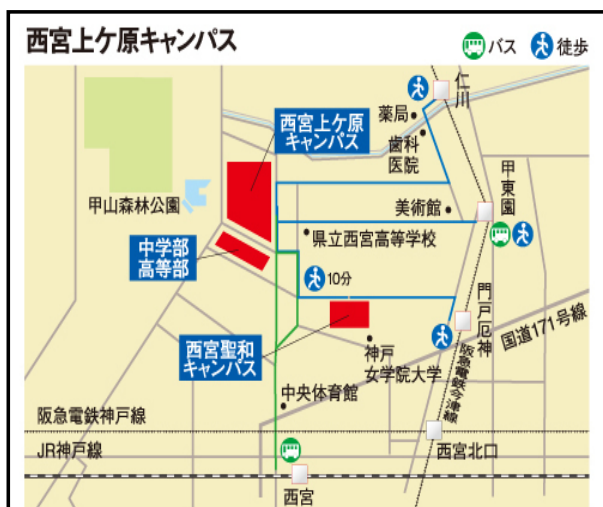 西宮上ケ原キャンパス
バス
徒歩
仁川
薬局
歯科
医院
西宮上ケ原
キャンパス
甲東園
甲山森林公園
美術館
県立西宮高等学校
中学部
高等部
10分
門戸厄神
国道171号線
西宮聖和
キャンパス
神戸
女学院大学
阪急電鉄今津線
中央体育館
阪急電鉄神戸線
西宮北口
JR神戸線
西宮